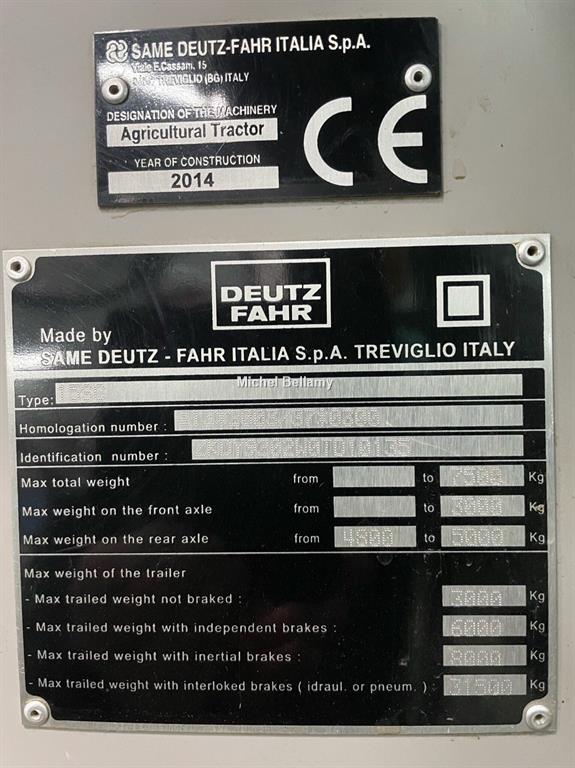 SAME DEUTZ-FAHR ITALIA S.p.A.
Viale F.Cassani, 15
TREVIGLIO (BG) ITALY
DESIGNATION OF THE MACHINERY
Agricultural Tractor
YEAR OF CONSTRUCTION
2014
CE
DEUTZ
FAHR
Made by
SAME DEUTZ - FAHR ITALIA S.p.A. TREVIGLIO ITALY
Michel Bellamy
Type:
Homologation number :
Identification number :
Max total weight from to 7500 Kg
Max weight on the front axle from to 3000 Kg
Max weight on the rear axle from 4500 to 5000 Kg
Max weight of the trailer
- Max trailed weight not braked : 3000 Kg
- Max trailed weight with independent brakes : 6000 Kg
- Max trailed weight with inertial brakes : 8000 Kg
- Max trailed weight with interloked brakes ( idraul. or pneum. ) : 31500 Kg